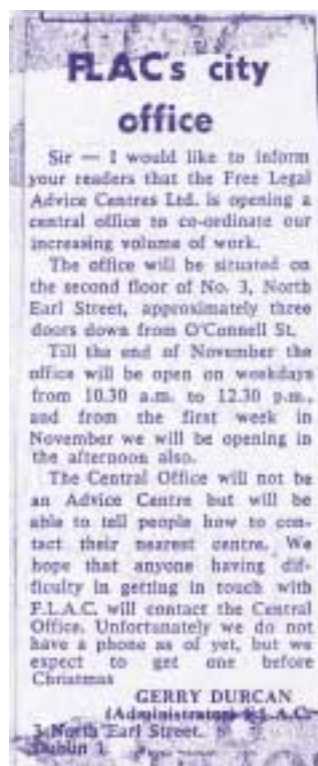 FLAC's city
office
Sir — I would like to inform
your readers that the Free Legal
Advice Centres Ltd. is opening a
central office to co-ordinate our
increasing volume of work.
The office will be situated on
the second floor of No. 3, North
Earl Street, approximately three
doors down from O'Connell St.
Till the end of November the
office will be open on weekdays
from 10.30 a.m. to 12.30 p.m.,
and from the first week in
November we will be opening in
the afternoon also.
The Central Office will not be
an Advice Centre but will be
able to tell people how to con-
tact their nearest centre. We
hope that anyone having dif-
ficulty in getting in touch with
F.L.A.C. will contact the Central
Office. Unfortunately we do not
have a phone as of yet, but we
expect to get one before
Christmas
GERRY DURCAN
(Administrator) F.L.A.C.
3 North Earl Street.
Dublin 1